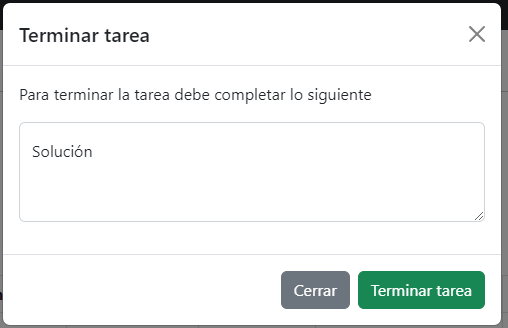 Terminar tarea
Para terminar la tarea debe completar lo siguiente
Solución
Cerrar
Terminar tarea